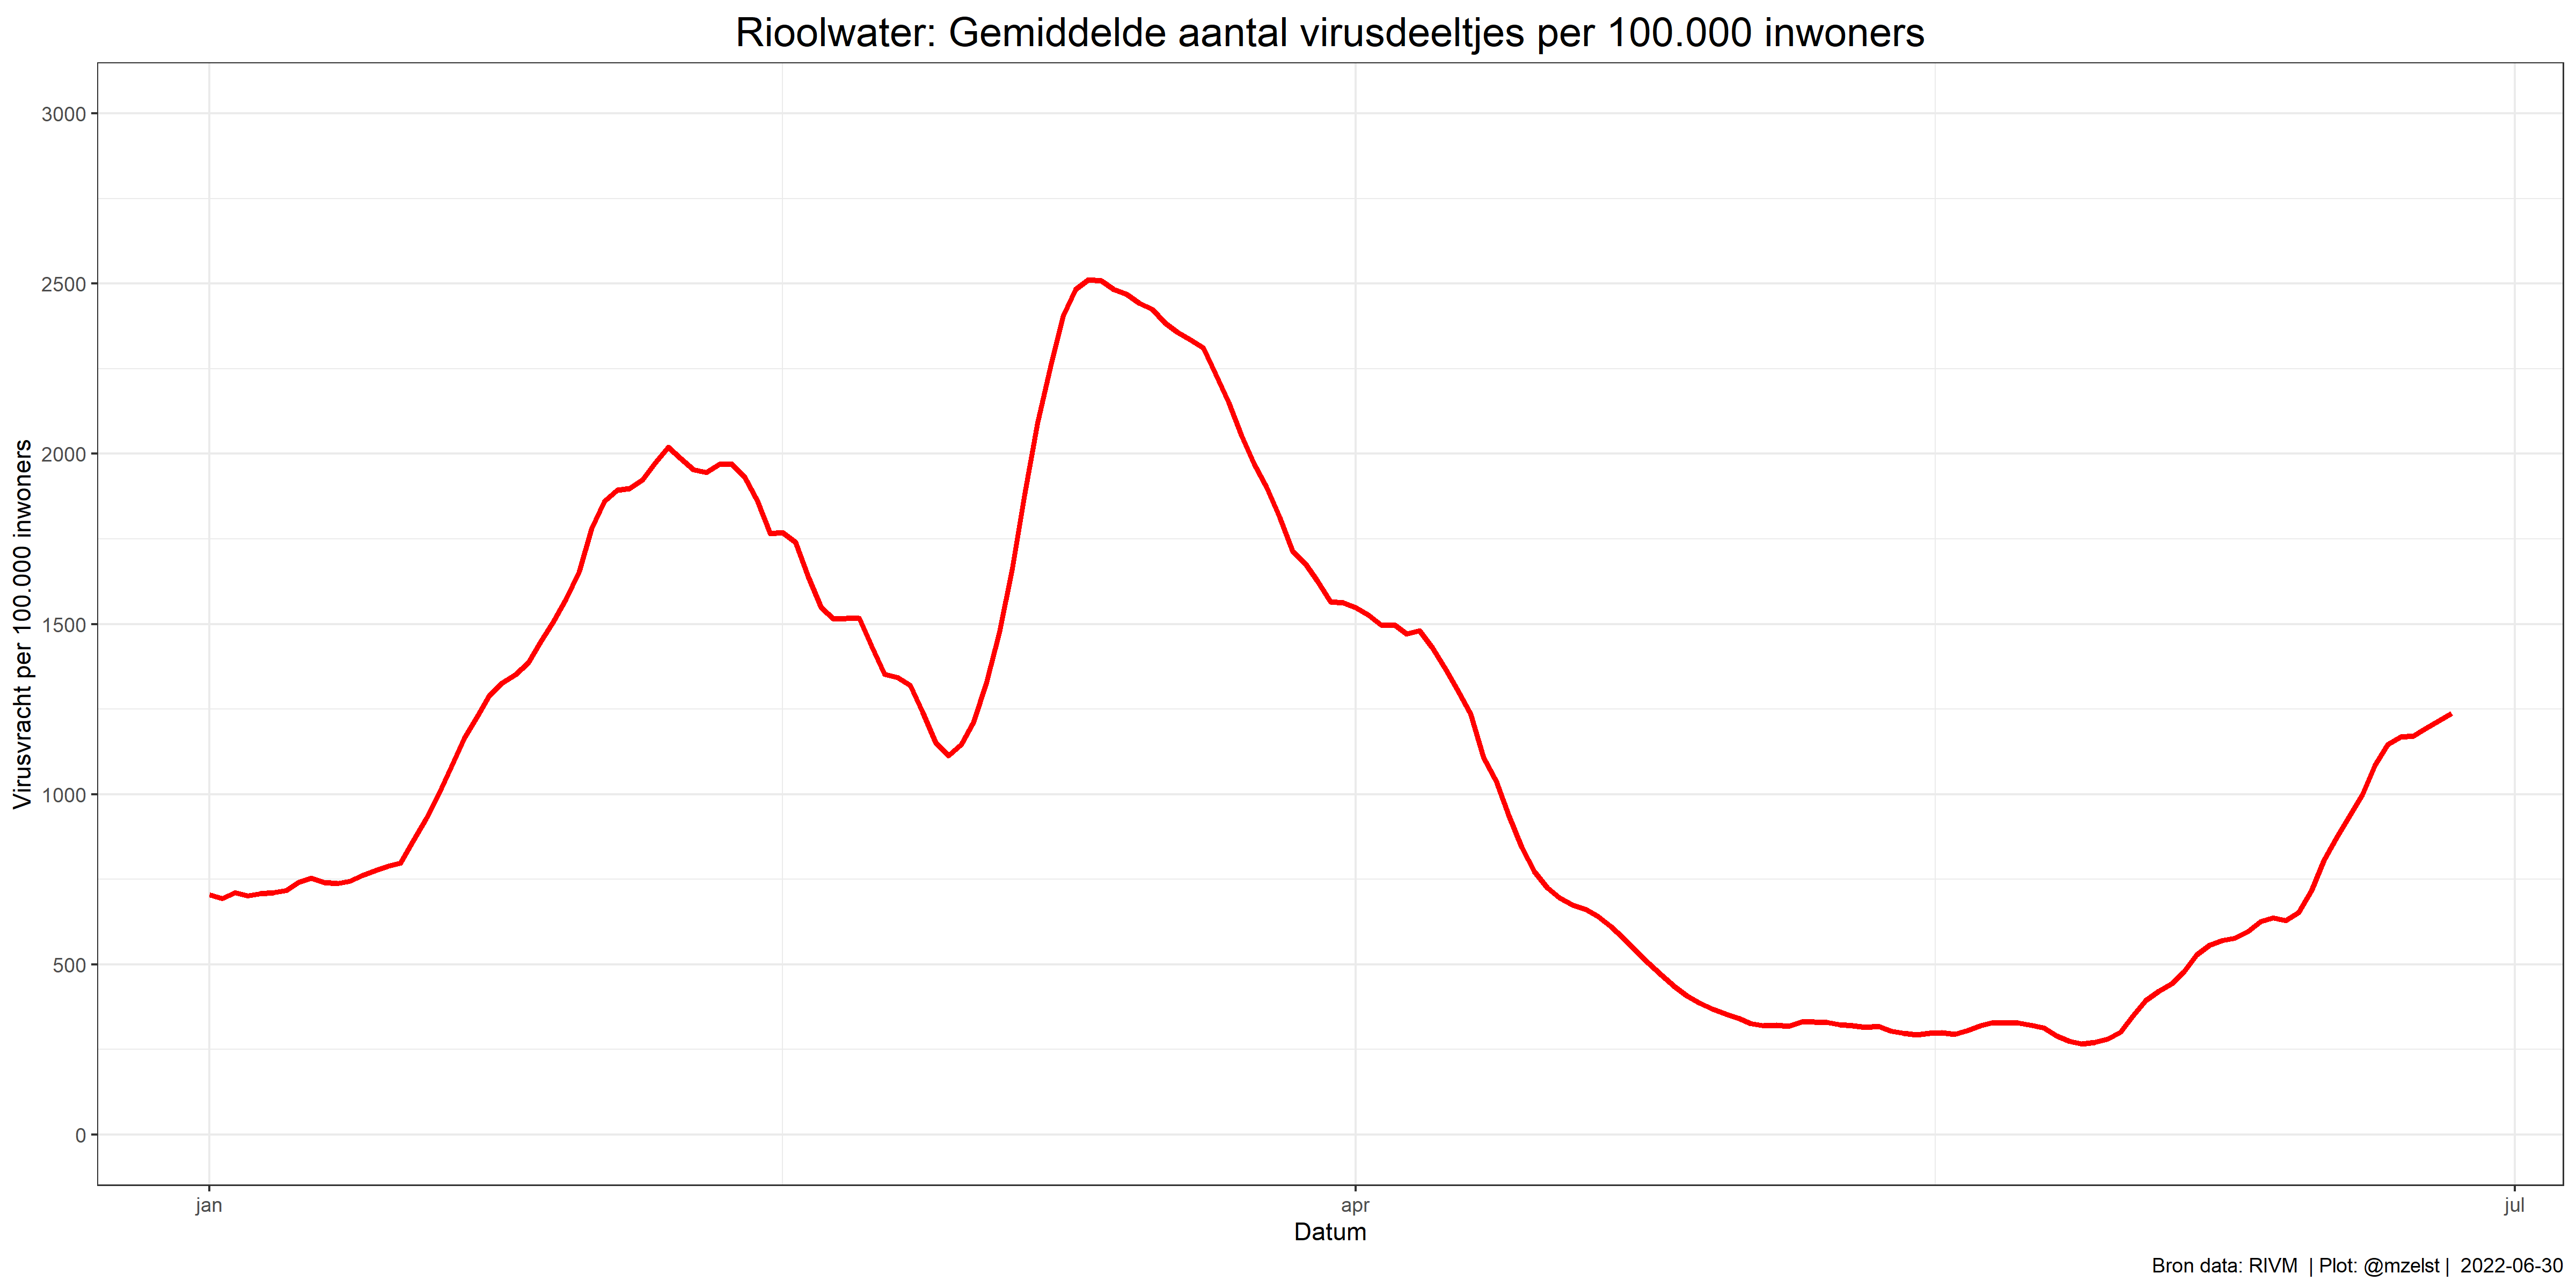 Rioolwater: Gemiddelde aantal virusdeeltjes per 100.000 inwoners
Virusvracht per 100.000 inwoners
3000
2500
2000
1500
1000
500
0
jan
apr
jul
Datum
Bron data: RIVM | Plot: @mzelst | 2022-06-30